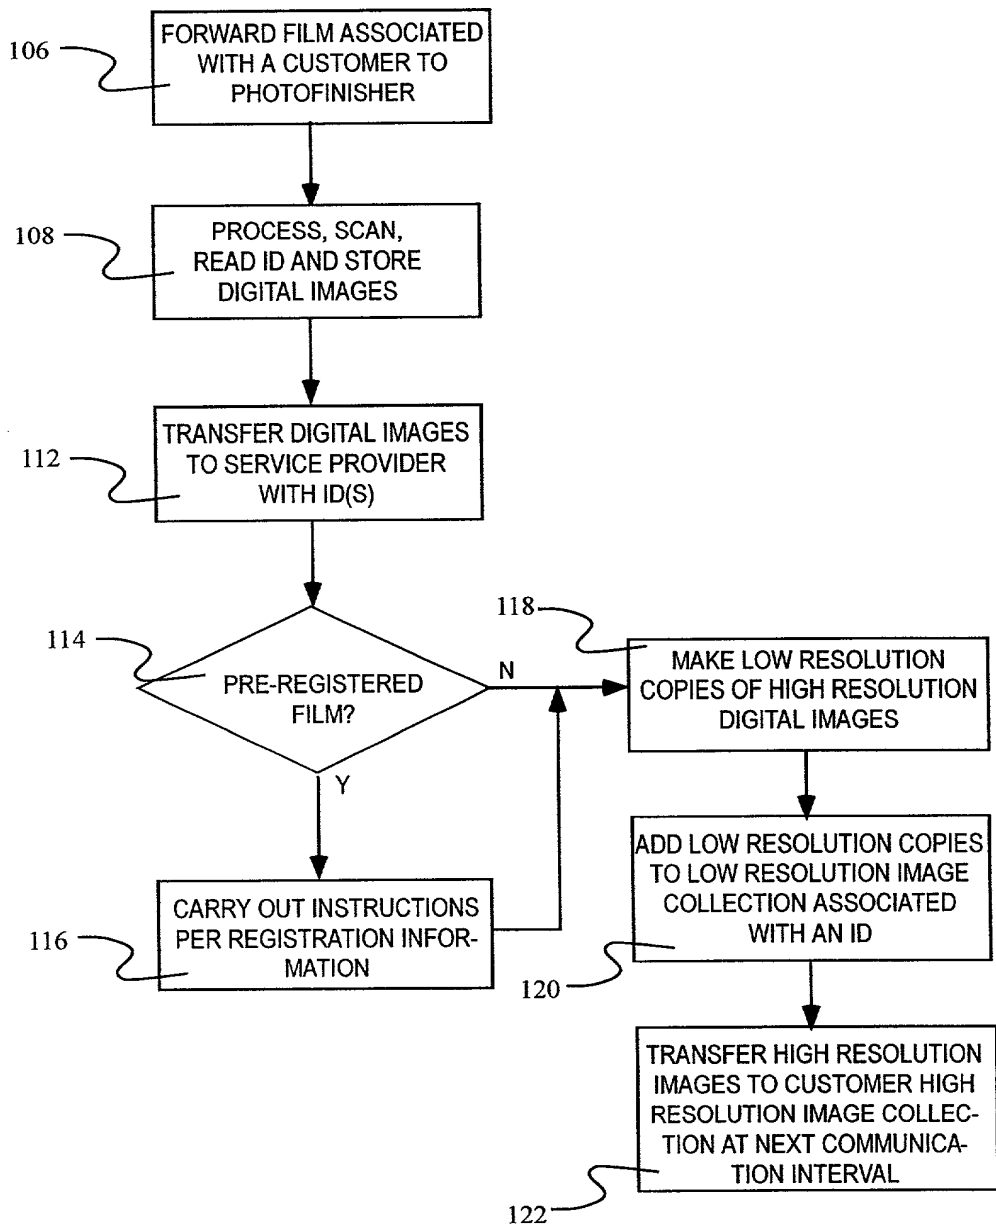 106
FORWARD FILM ASSOCIATED
WITH A CUSTOMER TO
PHOTOFINISHER
108
PROCESS, SCAN,
READ ID AND STORE
DIGITAL IMAGES
112
TRANSFER DIGITAL IMAGES
TO SERVICE PROVIDER
WITH ID(S)
114
PRE-REGISTERED
FILM?
N
Y
116
CARRY OUT INSTRUCTIONS
PER REGISTRATION INFOR-
MATION
118
MAKE LOW RESOLUTION
COPIES OF HIGH RESOLUTION
DIGITAL IMAGES
ADD LOW RESOLUTION COPIES
TO LOW RESOLUTION IMAGE
COLLECTION ASSOCIATED
WITH AN ID
120
TRANSFER HIGH RESOLUTION
IMAGES TO CUSTOMER HIGH
RESOLUTION IMAGE COLLEC-
TION AT NEXT COMMUNICA-
TION INTERVAL
122